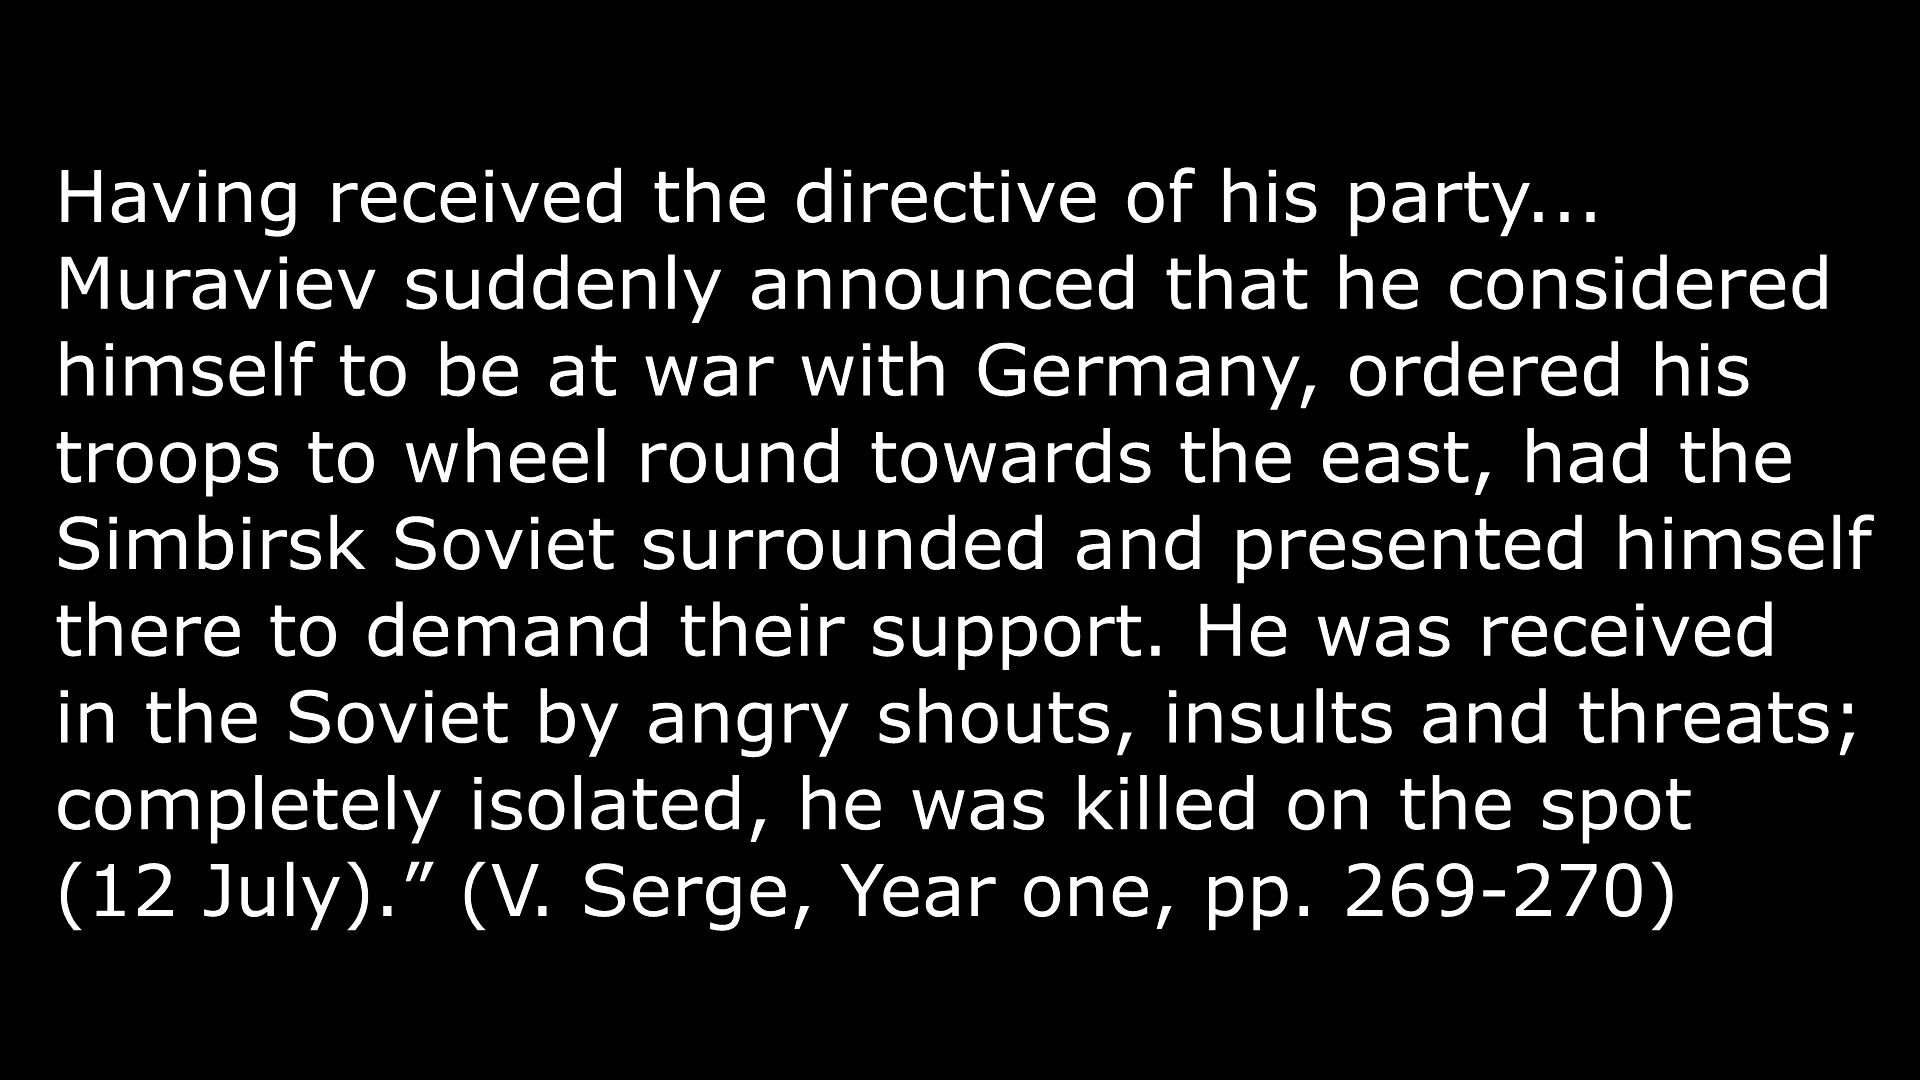 Having received the directive of his party...
Muraviev suddenly announced that he considered
himself to be at war with Germany, ordered his
troops to wheel round towards the east, had the
Simbirsk Soviet surrounded and presented himself
there to demand their support. He was received
in the Soviet by angry shouts, insults and threats;
completely isolated, he was killed on the spot
(12 July).” (V. Serge, Year one, pp. 269-270)